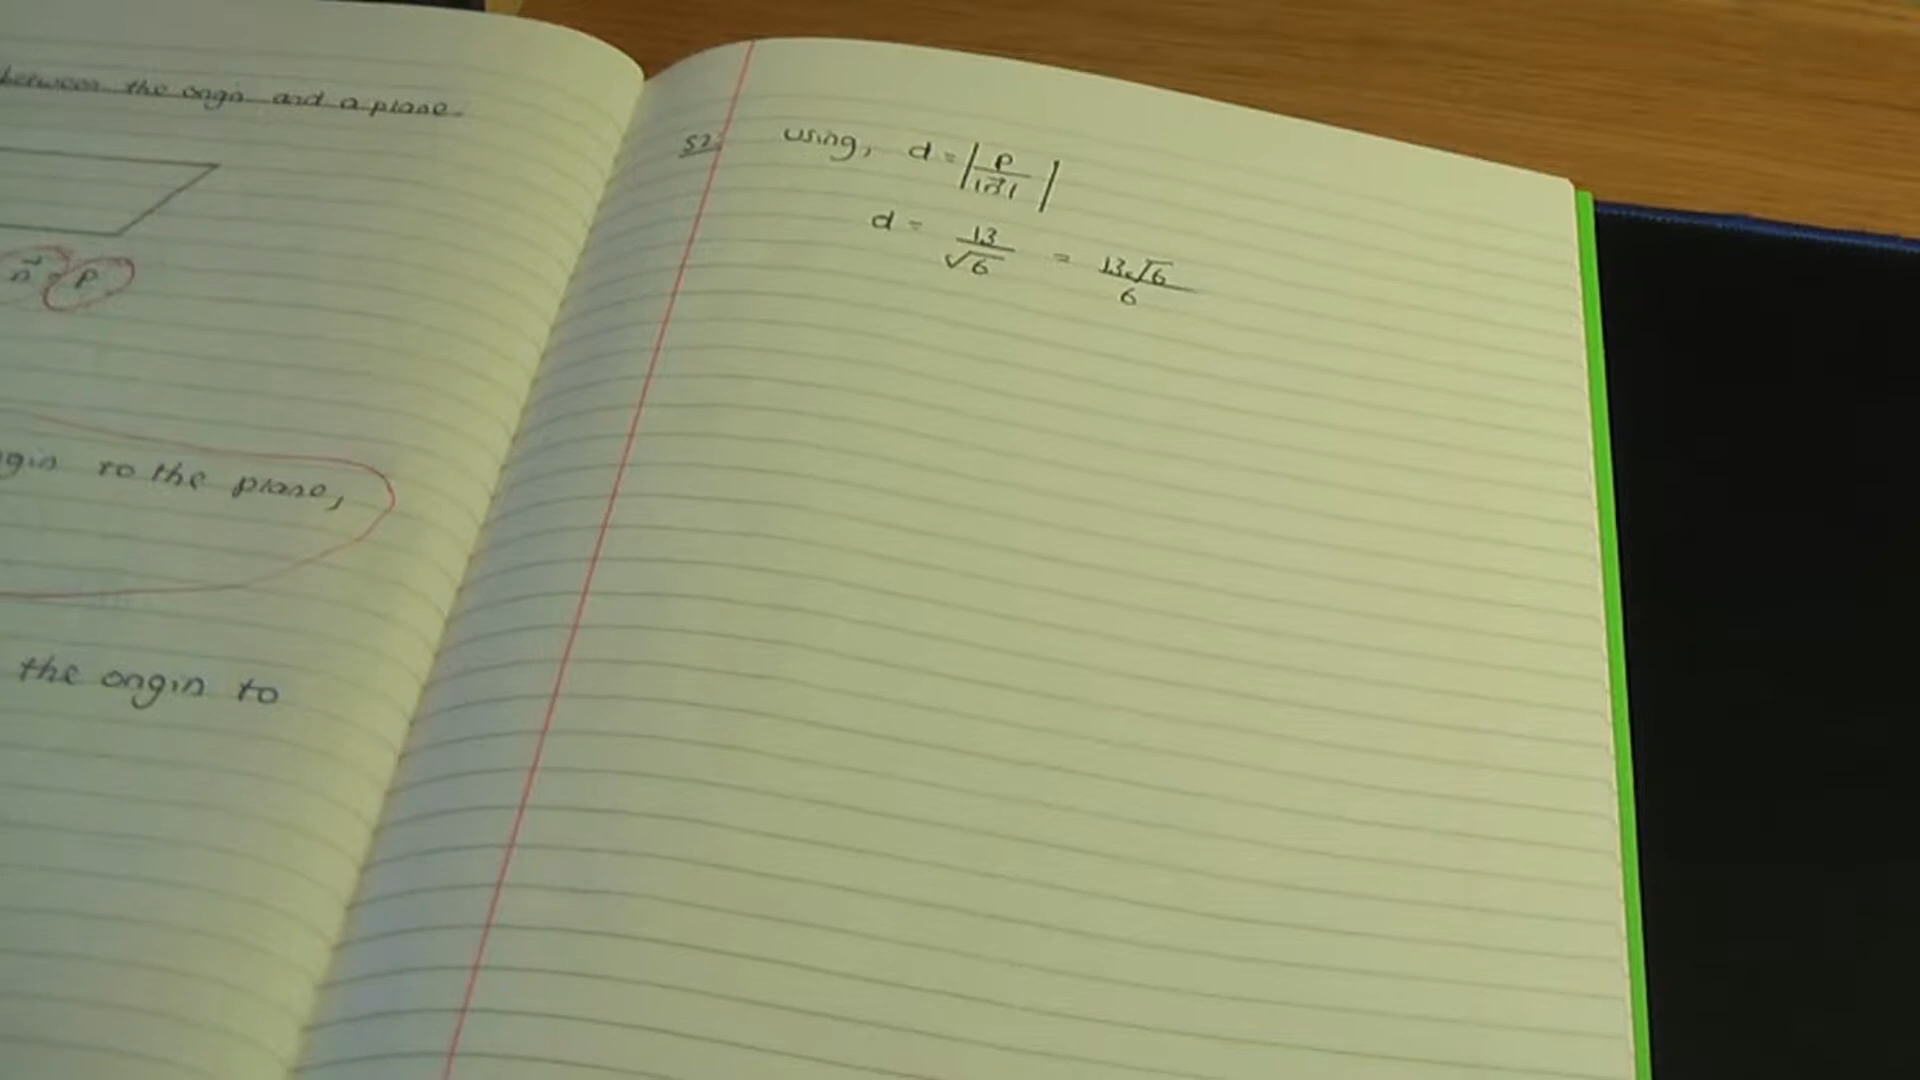 between the origin and a plane.
n⃗ = P
origin to the plane,
the origin to
S2: using, d = |P/|n⃗||
d = 13/√6 = 13√6/6